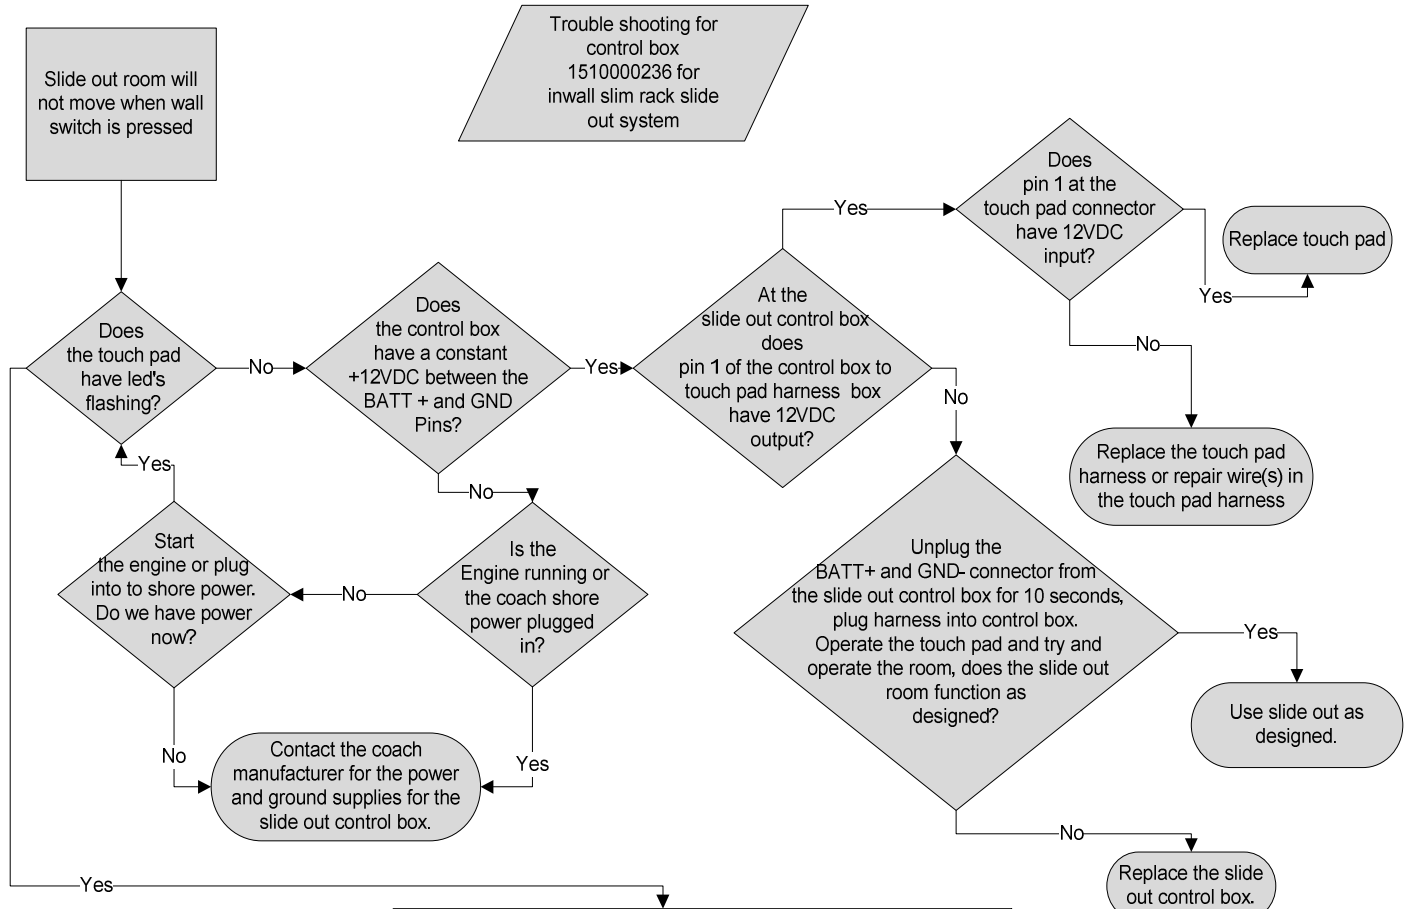 Trouble shooting for
control box
1510000236 for
inwall slim rack slide
out system
Slide out room will
not move when wall
switch is pressed
Does
the touch pad
have led's
flashing?
No
Does
the control box
have a constant
+12VDC between the
BATT + and GND
Pins?
Yes
At the
slide out control box
does
pin 1 of the control box to
touch pad harness box
have 12VDC
output?
Yes
Does
pin 1 at the
touch pad connector
have 12VDC
input?
Yes
Replace touch pad
No
Replace the touch pad
harness or repair wire(s) in
the touch pad harness
No
Unplug the
BATT+ and GND- connector from
the slide out control box for 10 seconds,
plug harness into control box.
Operate the touch pad and try and
operate the room, does the slide out
room function as
designed?
Yes
Use slide out as
designed.
No
Replace the slide
out control box.
No
Is the
Engine running or
the coach shore
power plugged
in?
No
Start
the engine or plug
into to shore power.
Do we have power
now?
Yes
No
Yes
Contact the coach
manufacturer for the power
and ground supplies for the
slide out control box.
Yes